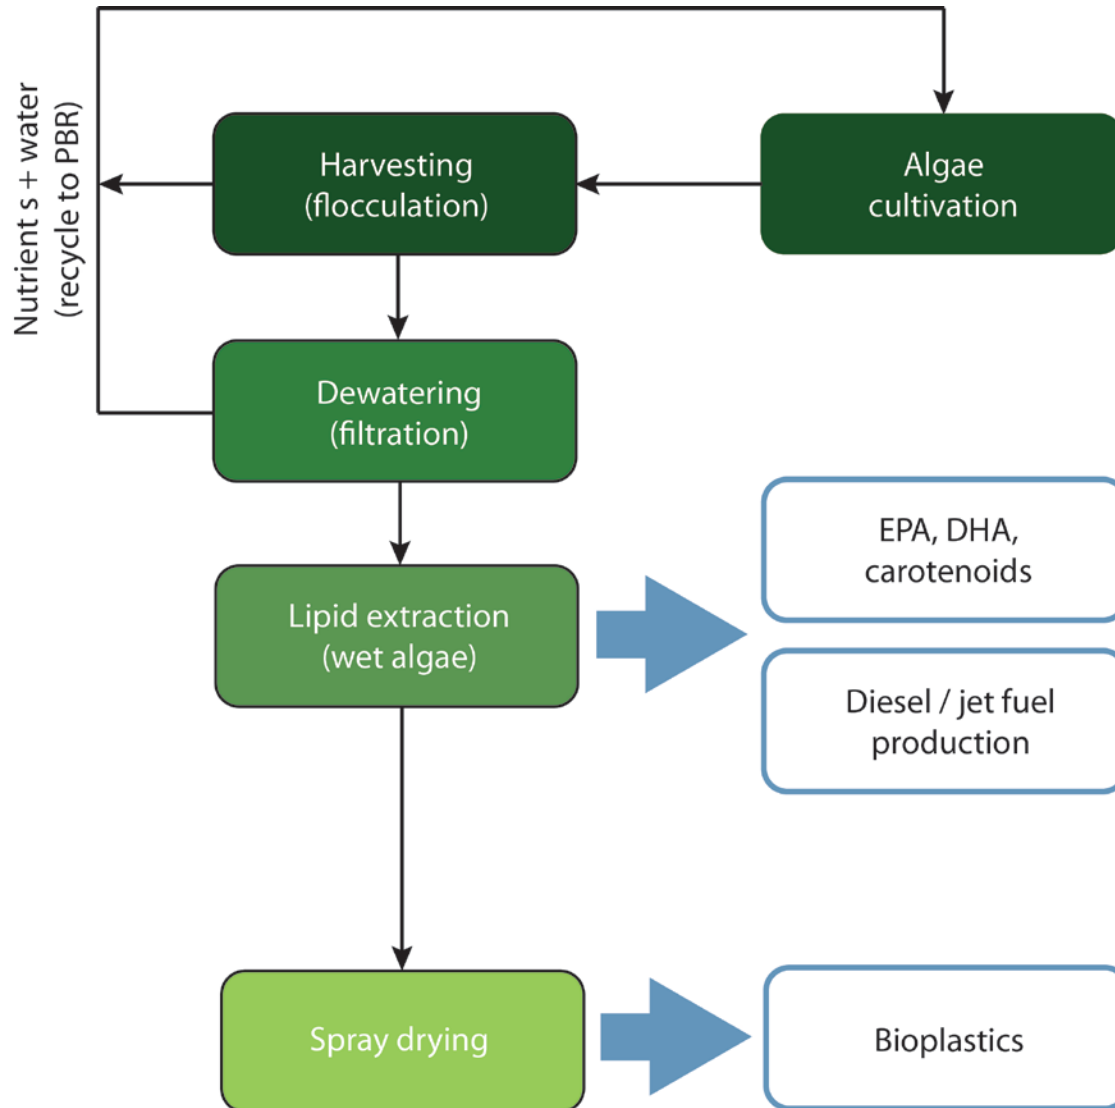 Nutrient s + water
(recycle to PBR)
Harvesting
(flocculation)
Algae
cultivation
Dewatering
(filtration)
Lipid extraction
(wet algae)
EPA, DHA,
carotenoids
Diesel / jet fuel
production
Spray drying
Bioplastics